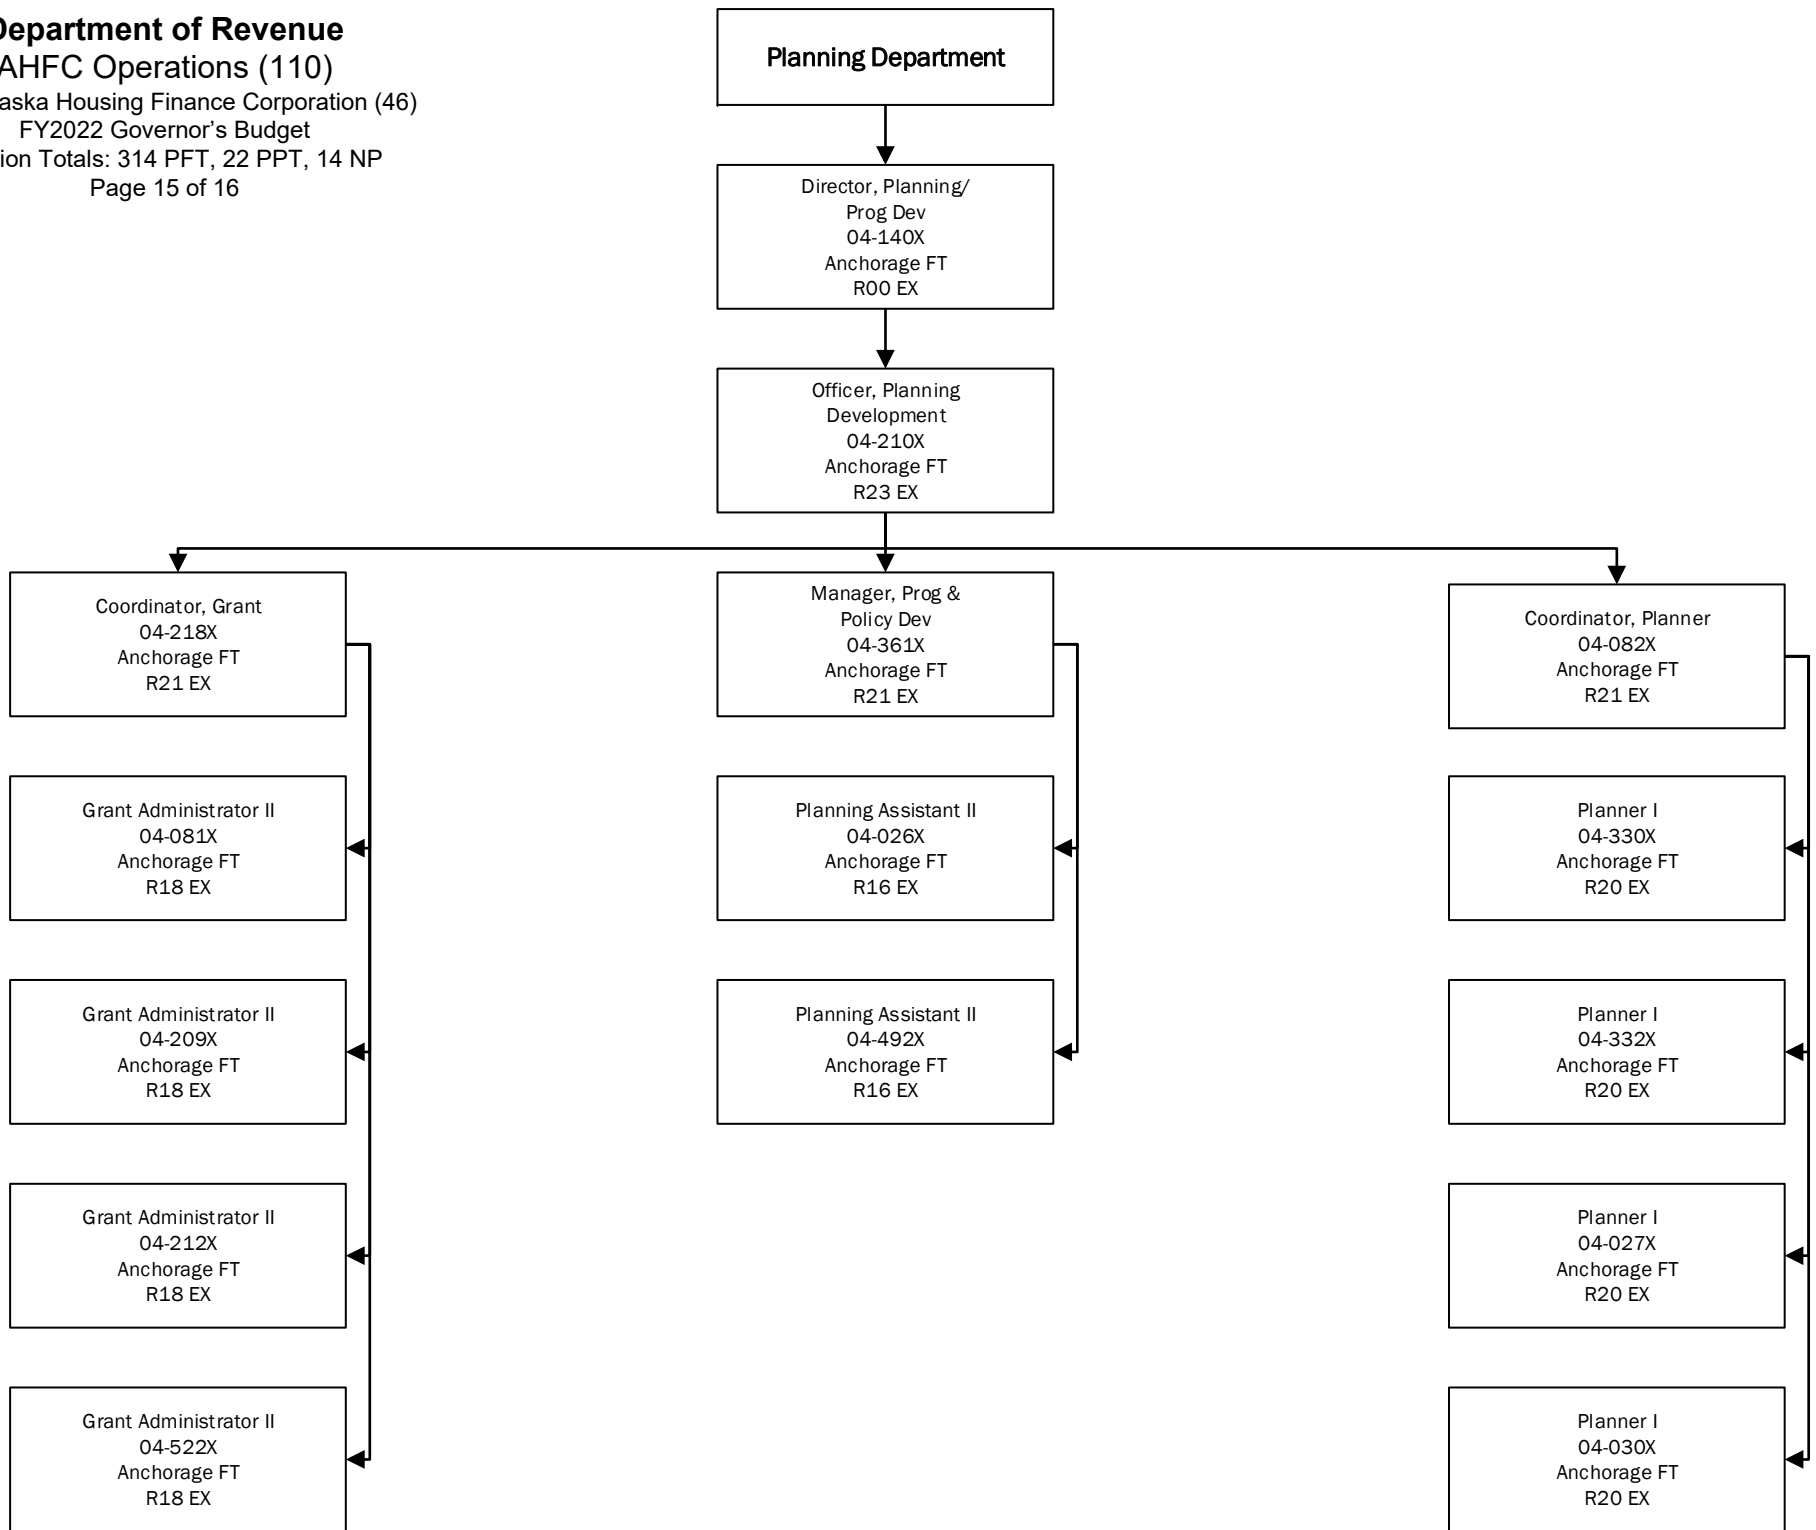 Department of Revenue
AHFC Operations (110)
aska Housing Finance Corporation (46)
FY2022 Governor's Budget
ion Totals: 314 PFT, 22 PPT, 14 NP
Page 15 of 16
Planning Department
Director, Planning/
Prog Dev
04-140X
Anchorage FT
R00 EX
Officer, Planning
Development
04-210X
Anchorage FT
R23 EX
Coordinator, Grant
04-218X
Anchorage FT
R21 EX
Manager, Prog &
Policy Dev
04-361X
Anchorage FT
R21 EX
Coordinator, Planner
04-082X
Anchorage FT
R21 EX
Grant Administrator II
04-081X
Anchorage FT
R18 EX
Planning Assistant II
04-026X
Anchorage FT
R16 EX
Planner I
04-330X
Anchorage FT
R20 EX
Grant Administrator II
04-209X
Anchorage FT
R18 EX
Planning Assistant II
04-492X
Anchorage FT
R16 EX
Planner I
04-332X
Anchorage FT
R20 EX
Grant Administrator II
04-212X
Anchorage FT
R18 EX
Planner I
04-027X
Anchorage FT
R20 EX
Grant Administrator II
04-522X
Anchorage FT
R18 EX
Planner I
04-030X
Anchorage FT
R20 EX